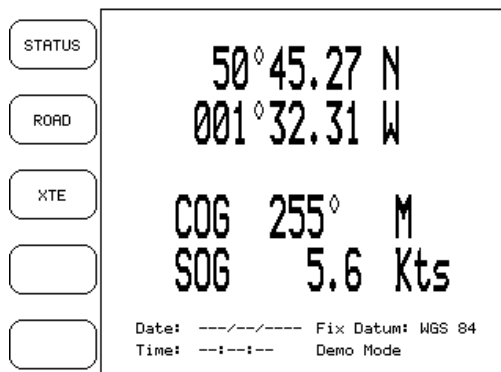 STATUS
ROAD
XTE
50°45.27 N
001°32.31 W
COG 255° M
SOG 5.6 Kts
Date: ---/--/---- Fix Datum: WGS 84
Time: --:--:-- Demo Mode